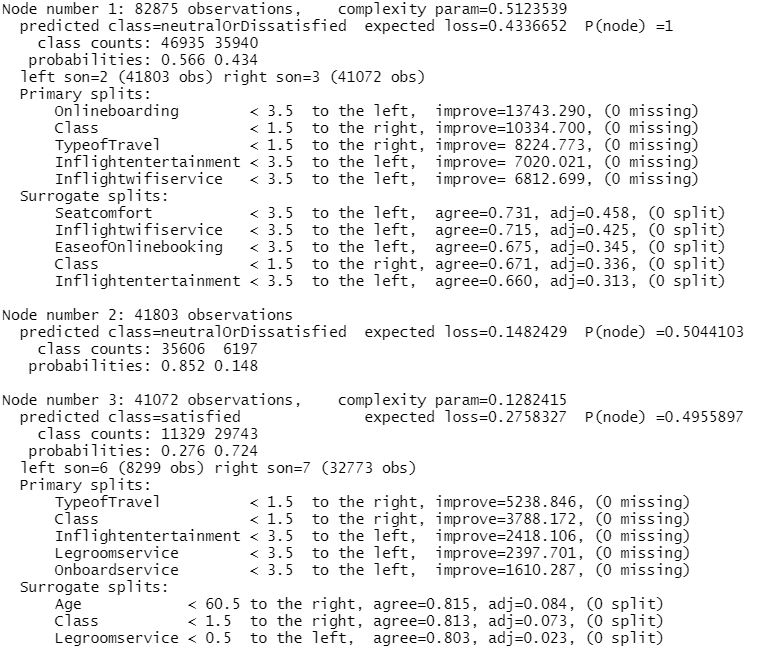 Node number 1: 82875 observations,    complexity param=0.5123539
  predicted class=neutralOrDissatisfied  expected loss=0.4336652  P(node) =1
    class counts: 46935 35940
   probabilities: 0.566 0.434
  left son=2 (41803 obs) right son=3 (41072 obs)
  Primary splits:
      Onlineboarding        < 3.5  to the left,  improve=13743.290, (0 missing)
      Class                 < 1.5  to the right, improve=10334.700, (0 missing)
      TypeofTravel          < 1.5  to the right, improve= 8224.773, (0 missing)
      Inflightentertainment < 3.5  to the left,  improve= 7020.021, (0 missing)
      Inflightwifiservice   < 3.5  to the left,  improve= 6812.699, (0 missing)
  Surrogate splits:
      Seatcomfort           < 3.5  to the left,  agree=0.731, adj=0.458, (0 split)
      Inflightwifiservice   < 3.5  to the left,  agree=0.715, adj=0.425, (0 split)
      EaseofOnlinebooking   < 3.5  to the left,  agree=0.675, adj=0.345, (0 split)
      Class                 < 1.5  to the right, agree=0.671, adj=0.336, (0 split)
      Inflightentertainment < 3.5  to the left,  agree=0.660, adj=0.313, (0 split)

Node number 2: 41803 observations
  predicted class=neutralOrDissatisfied  expected loss=0.1482429  P(node) =0.5044103
    class counts: 35606  6197
   probabilities: 0.852 0.148

Node number 3: 41072 observations,    complexity param=0.1282415
  predicted class=satisfied              expected loss=0.2758327  P(node) =0.4955897
    class counts: 11329 29743
   probabilities: 0.276 0.724
  left son=6 (8299 obs) right son=7 (32773 obs)
  Primary splits:
      TypeofTravel          < 1.5  to the right, improve=5238.846, (0 missing)
      Class                 < 1.5  to the right, improve=3788.172, (0 missing)
      Inflightentertainment < 3.5  to the left,  improve=2418.106, (0 missing)
      Legroomservice        < 3.5  to the left,  improve=2397.701, (0 missing)
      Onboardservice        < 3.5  to the left,  improve=1610.287, (0 missing)
  Surrogate splits:
      Age            < 60.5 to the right, agree=0.815, adj=0.084, (0 split)
      Class          < 1.5  to the right, agree=0.813, adj=0.073, (0 split)
      Legroomservice < 0.5  to the left,  agree=0.803, adj=0.023, (0 split)